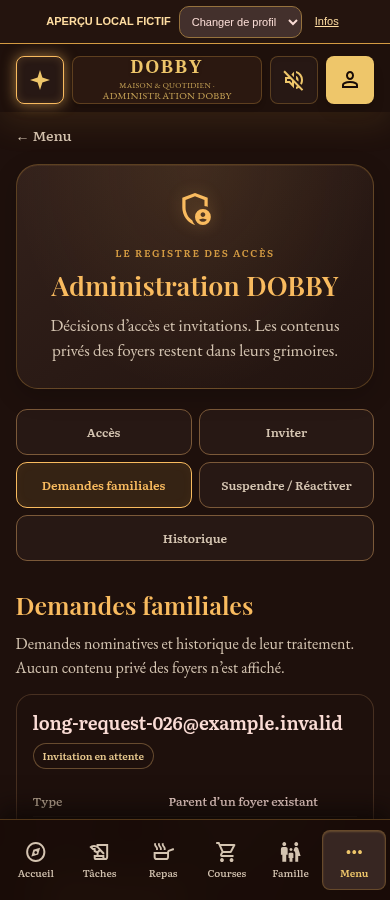 APERÇU LOCAL FICTIF
Changer de profil
Infos
DOBBY
MAISON & QUOTIDIEN ·
ADMINISTRATION DOBBY
← Menu
LE REGISTRE DES ACCÈS
Administration DOBBY
Décisions d’accès et invitations. Les contenus
privés des foyers restent dans leurs grimoires.
Accès
Inviter
Demandes familiales
Suspendre / Réactiver
Historique
Demandes familiales
Demandes nominatives et historique de leur traitement.
Aucun contenu privé des foyers n’est affiché.
long-request-026@example.invalid
Invitation en attente
Type
Parent d’un foyer existant
Accueil
Tâches
Repas
Courses
Famille
Menu